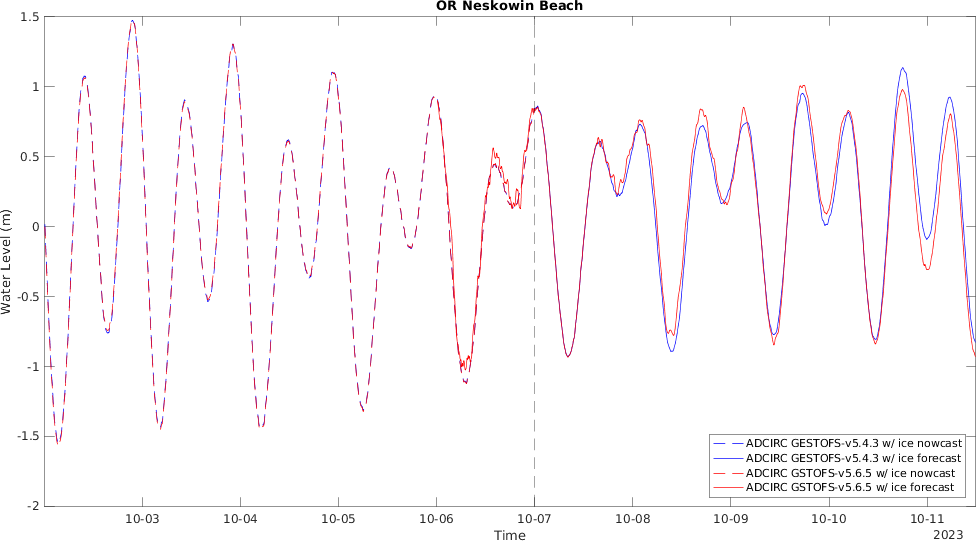 OR Neskowin Beach
Water Level (m)
1.5
1
0.5
0
-0.5
-1
-1.5
-2
ADCIRC GESTOFS-v5.4.3 w/ ice nowcast
ADCIRC GESTOFS-v5.4.3 w/ ice forecast
ADCIRC GSTOFS-v5.6.5 w/ ice nowcast
ADCIRC GSTOFS-v5.6.5 w/ ice forecast
10-03 10-04 10-05 10-06 10-07 10-08 10-09 10-10 10-11
Time
2023